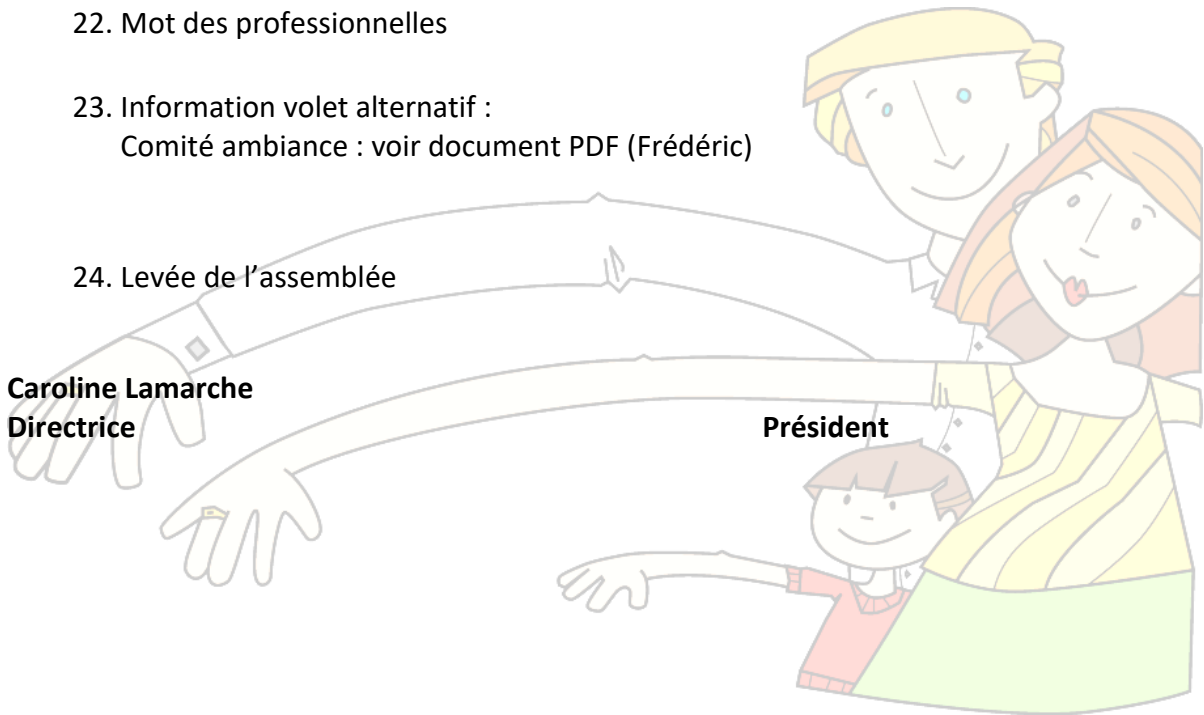 22. Mot des professionnelles
23. Information volet alternatif :
Comité ambiance : voir document PDF (Frédéric)
24. Levée de l’assemblée
Caroline Lamarche
Directrice
Président